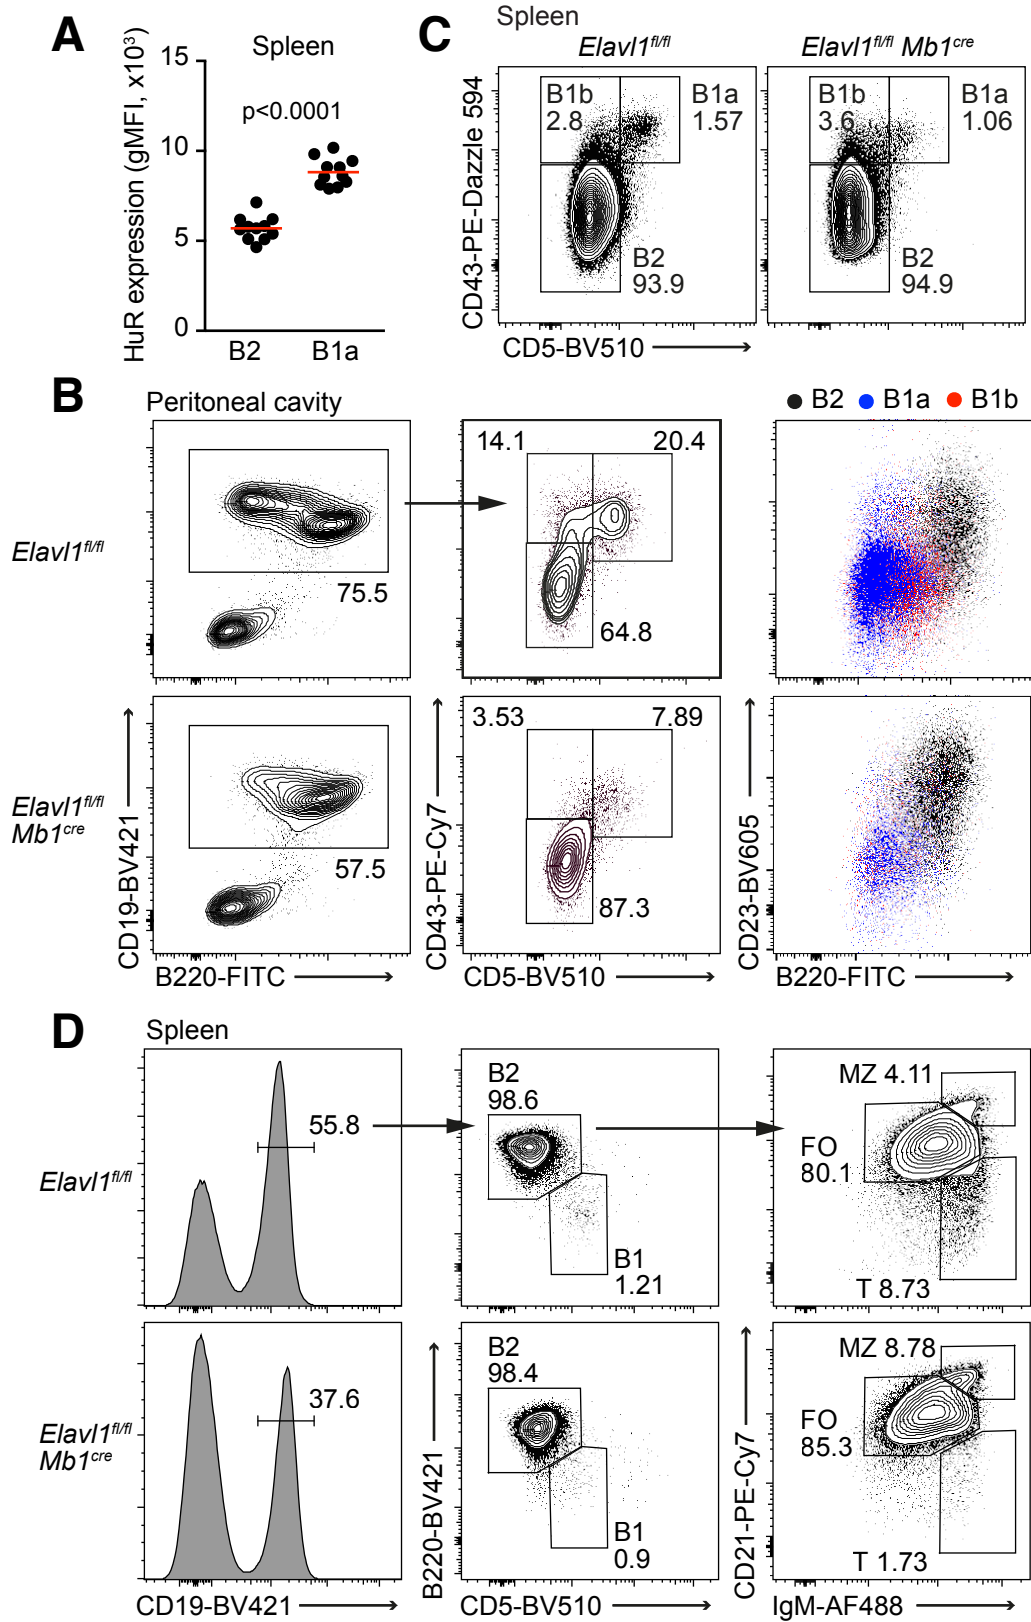 A
Spleen
HuR expression (gMFI, x10³)
15
10
5
0
p<0.0001
B2
B1a
C
Spleen
Elavl1fl/fl
Elavl1fl/fl Mb1cre
CD43-PE-Dazzle 594
B1b
2.8
B1a
1.57
B2
93.9
B1b
3.6
B1a
1.06
B2
94.9
CD5-BV510
B
Peritoneal cavity
B2
B1a
B1b
Elavl1fl/fl
75.5
14.1
20.4
64.8
Elavl1fl/fl
Mb1cre
CD19-BV421
57.5
B220-FITC
CD43-PE-Cy7
3.53
7.89
87.3
CD5-BV510
CD23-BV605
B220-FITC
D
Spleen
Elavl1fl/fl
55.8
B2
98.6
B1
1.21
MZ 4.11
FO
80.1
T 8.73
Elavl1fl/fl
Mb1cre
37.6
CD19-BV421
B220-BV421
B2
98.4
B1
0.9
CD5-BV510
CD21-PE-Cy7
MZ 8.78
FO
85.3
T 1.73
IgM-AF488